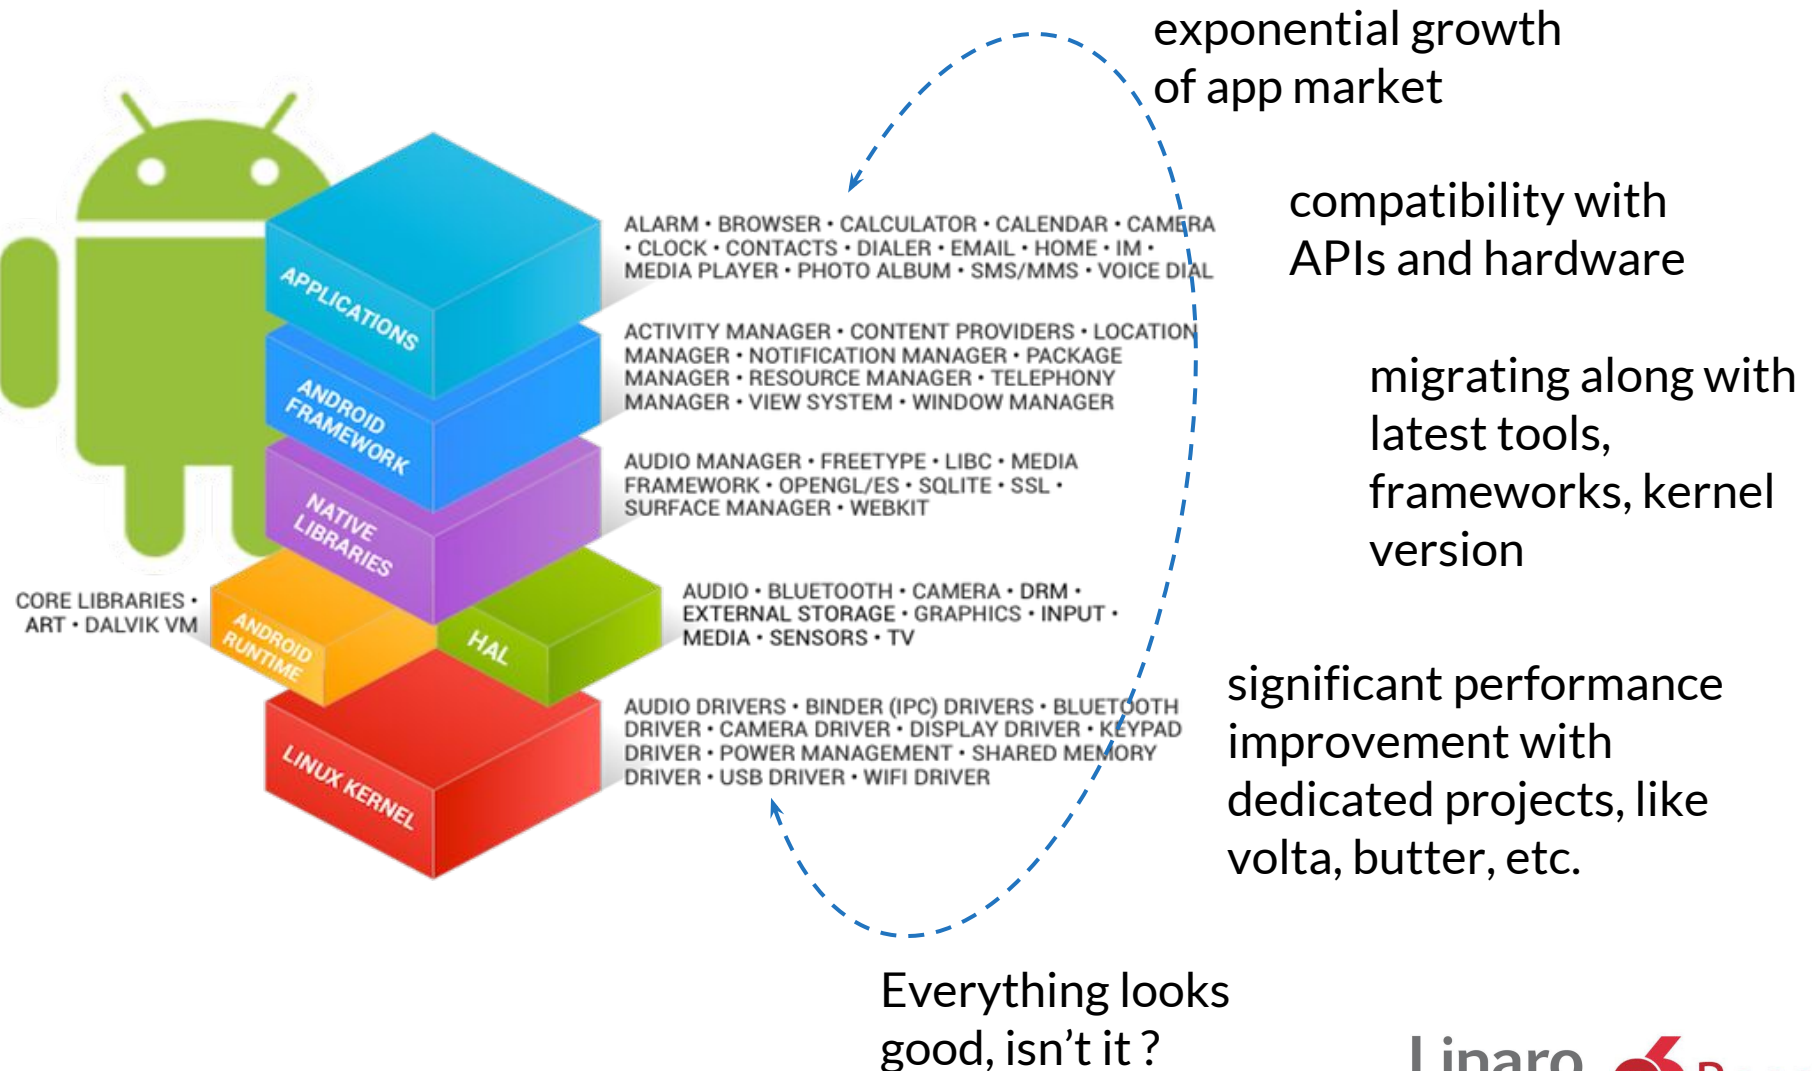 exponential growth
of app market
compatibility with
APIs and hardware
migrating along with
latest tools,
frameworks, kernel
version
significant performance
improvement with
dedicated projects, like
volta, butter, etc.
Everything looks
good, isn't it ?
APPLICATIONS
ALARM • BROWSER • CALCULATOR • CALENDAR • CAMERA
• CLOCK • CONTACTS • DIALER • EMAIL • HOME • IM •
MEDIA PLAYER • PHOTO ALBUM • SMS/MMS • VOICE DIAL
ANDROID
FRAMEWORK
ACTIVITY MANAGER • CONTENT PROVIDERS • LOCATION
MANAGER • NOTIFICATION MANAGER • PACKAGE
MANAGER • RESOURCE MANAGER • TELEPHONY
MANAGER • VIEW SYSTEM • WINDOW MANAGER
NATIVE
LIBRARIES
AUDIO MANAGER • FREETYPE • LIBC • MEDIA
FRAMEWORK • OPENGL/ES • SQLITE • SSL •
SURFACE MANAGER • WEBKIT
CORE LIBRARIES •
ART • DALVIK VM
ANDROID
RUNTIME
HAL
AUDIO • BLUETOOTH • CAMERA • DRM •
EXTERNAL STORAGE • GRAPHICS • INPUT •
MEDIA • SENSORS • TV
LINUX KERNEL
AUDIO DRIVERS • BINDER (IPC) DRIVERS • BLUETOOTH
DRIVER • CAMERA DRIVER • DISPLAY DRIVER • KEYPAD
DRIVER • POWER MANAGEMENT • SHARED MEMORY
DRIVER • USB DRIVER • WIFI DRIVER
Linaro